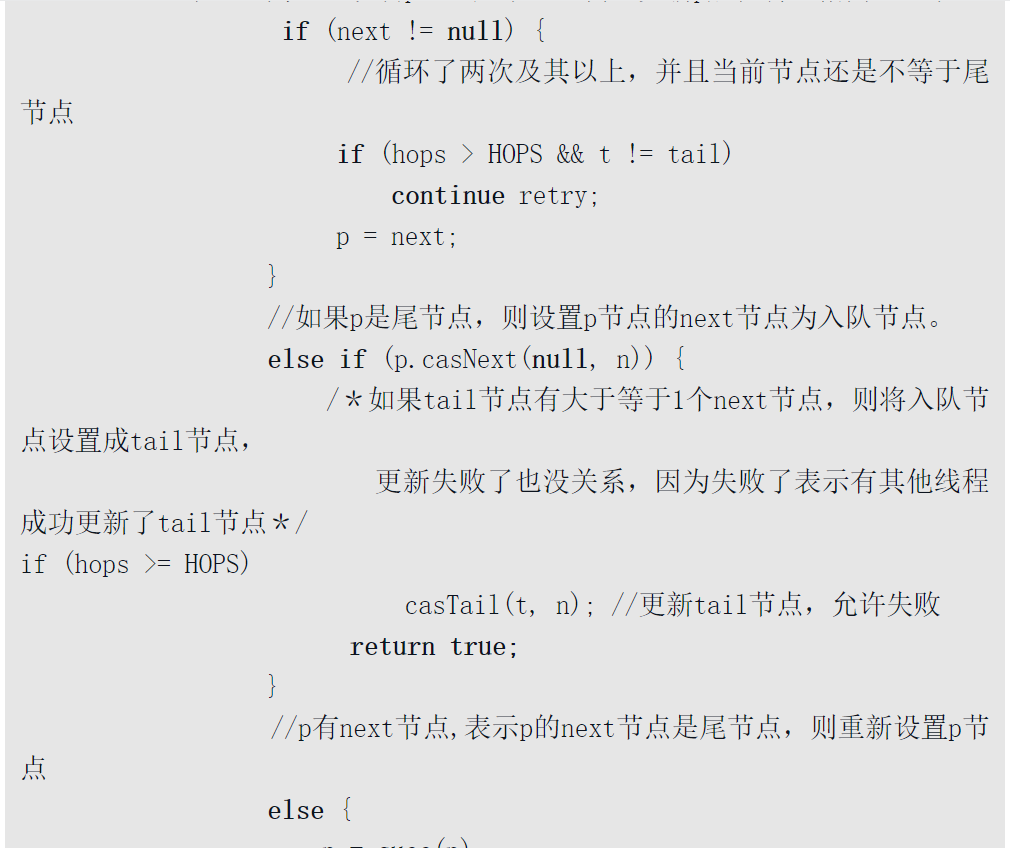 if (next != null) {
//循环了两次及其以上，并且当前节点还是不等于尾
节点
if (hops > HOPS && t != tail)
continue retry;
p = next;
}
//如果p是尾节点，则设置p节点的next节点为入队节点。
else if (p.casNext(null, n)) {
/＊如果tail节点有大于等于1个next节点，则将入队节
点设置成tail节点，
更新失败了也没关系，因为失败了表示有其他线程
成功更新了tail节点＊/
if (hops >= HOPS)
casTail(t, n); //更新tail节点，允许失败
return true;
}
//p有next节点,表示p的next节点是尾节点，则重新设置p节
点
else {